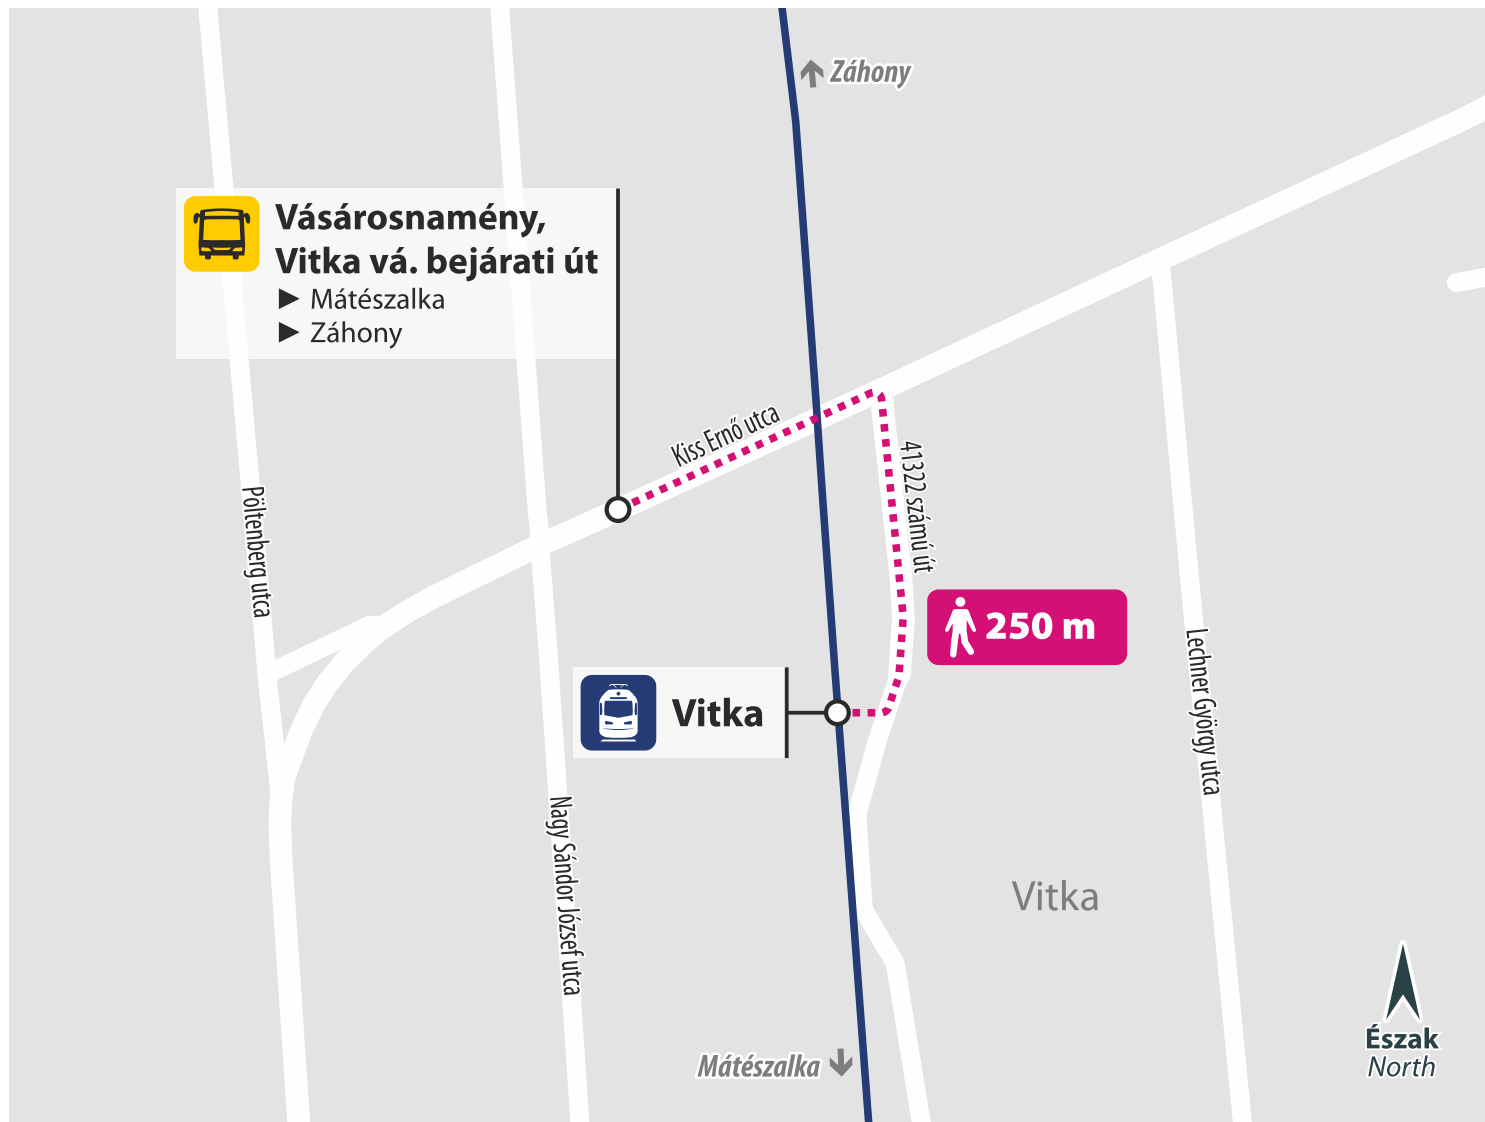 Záhony
Vásárosnamény,
Vitka vá. bejárati út
► Mátészalka
► Záhony
Kiss Ernő utca
41322 számú út
Pöltenberg utca
250 m
Vitka
Lechner György utca
Nagy Sándor József utca
Vitka
Mátészalka
Észak
North